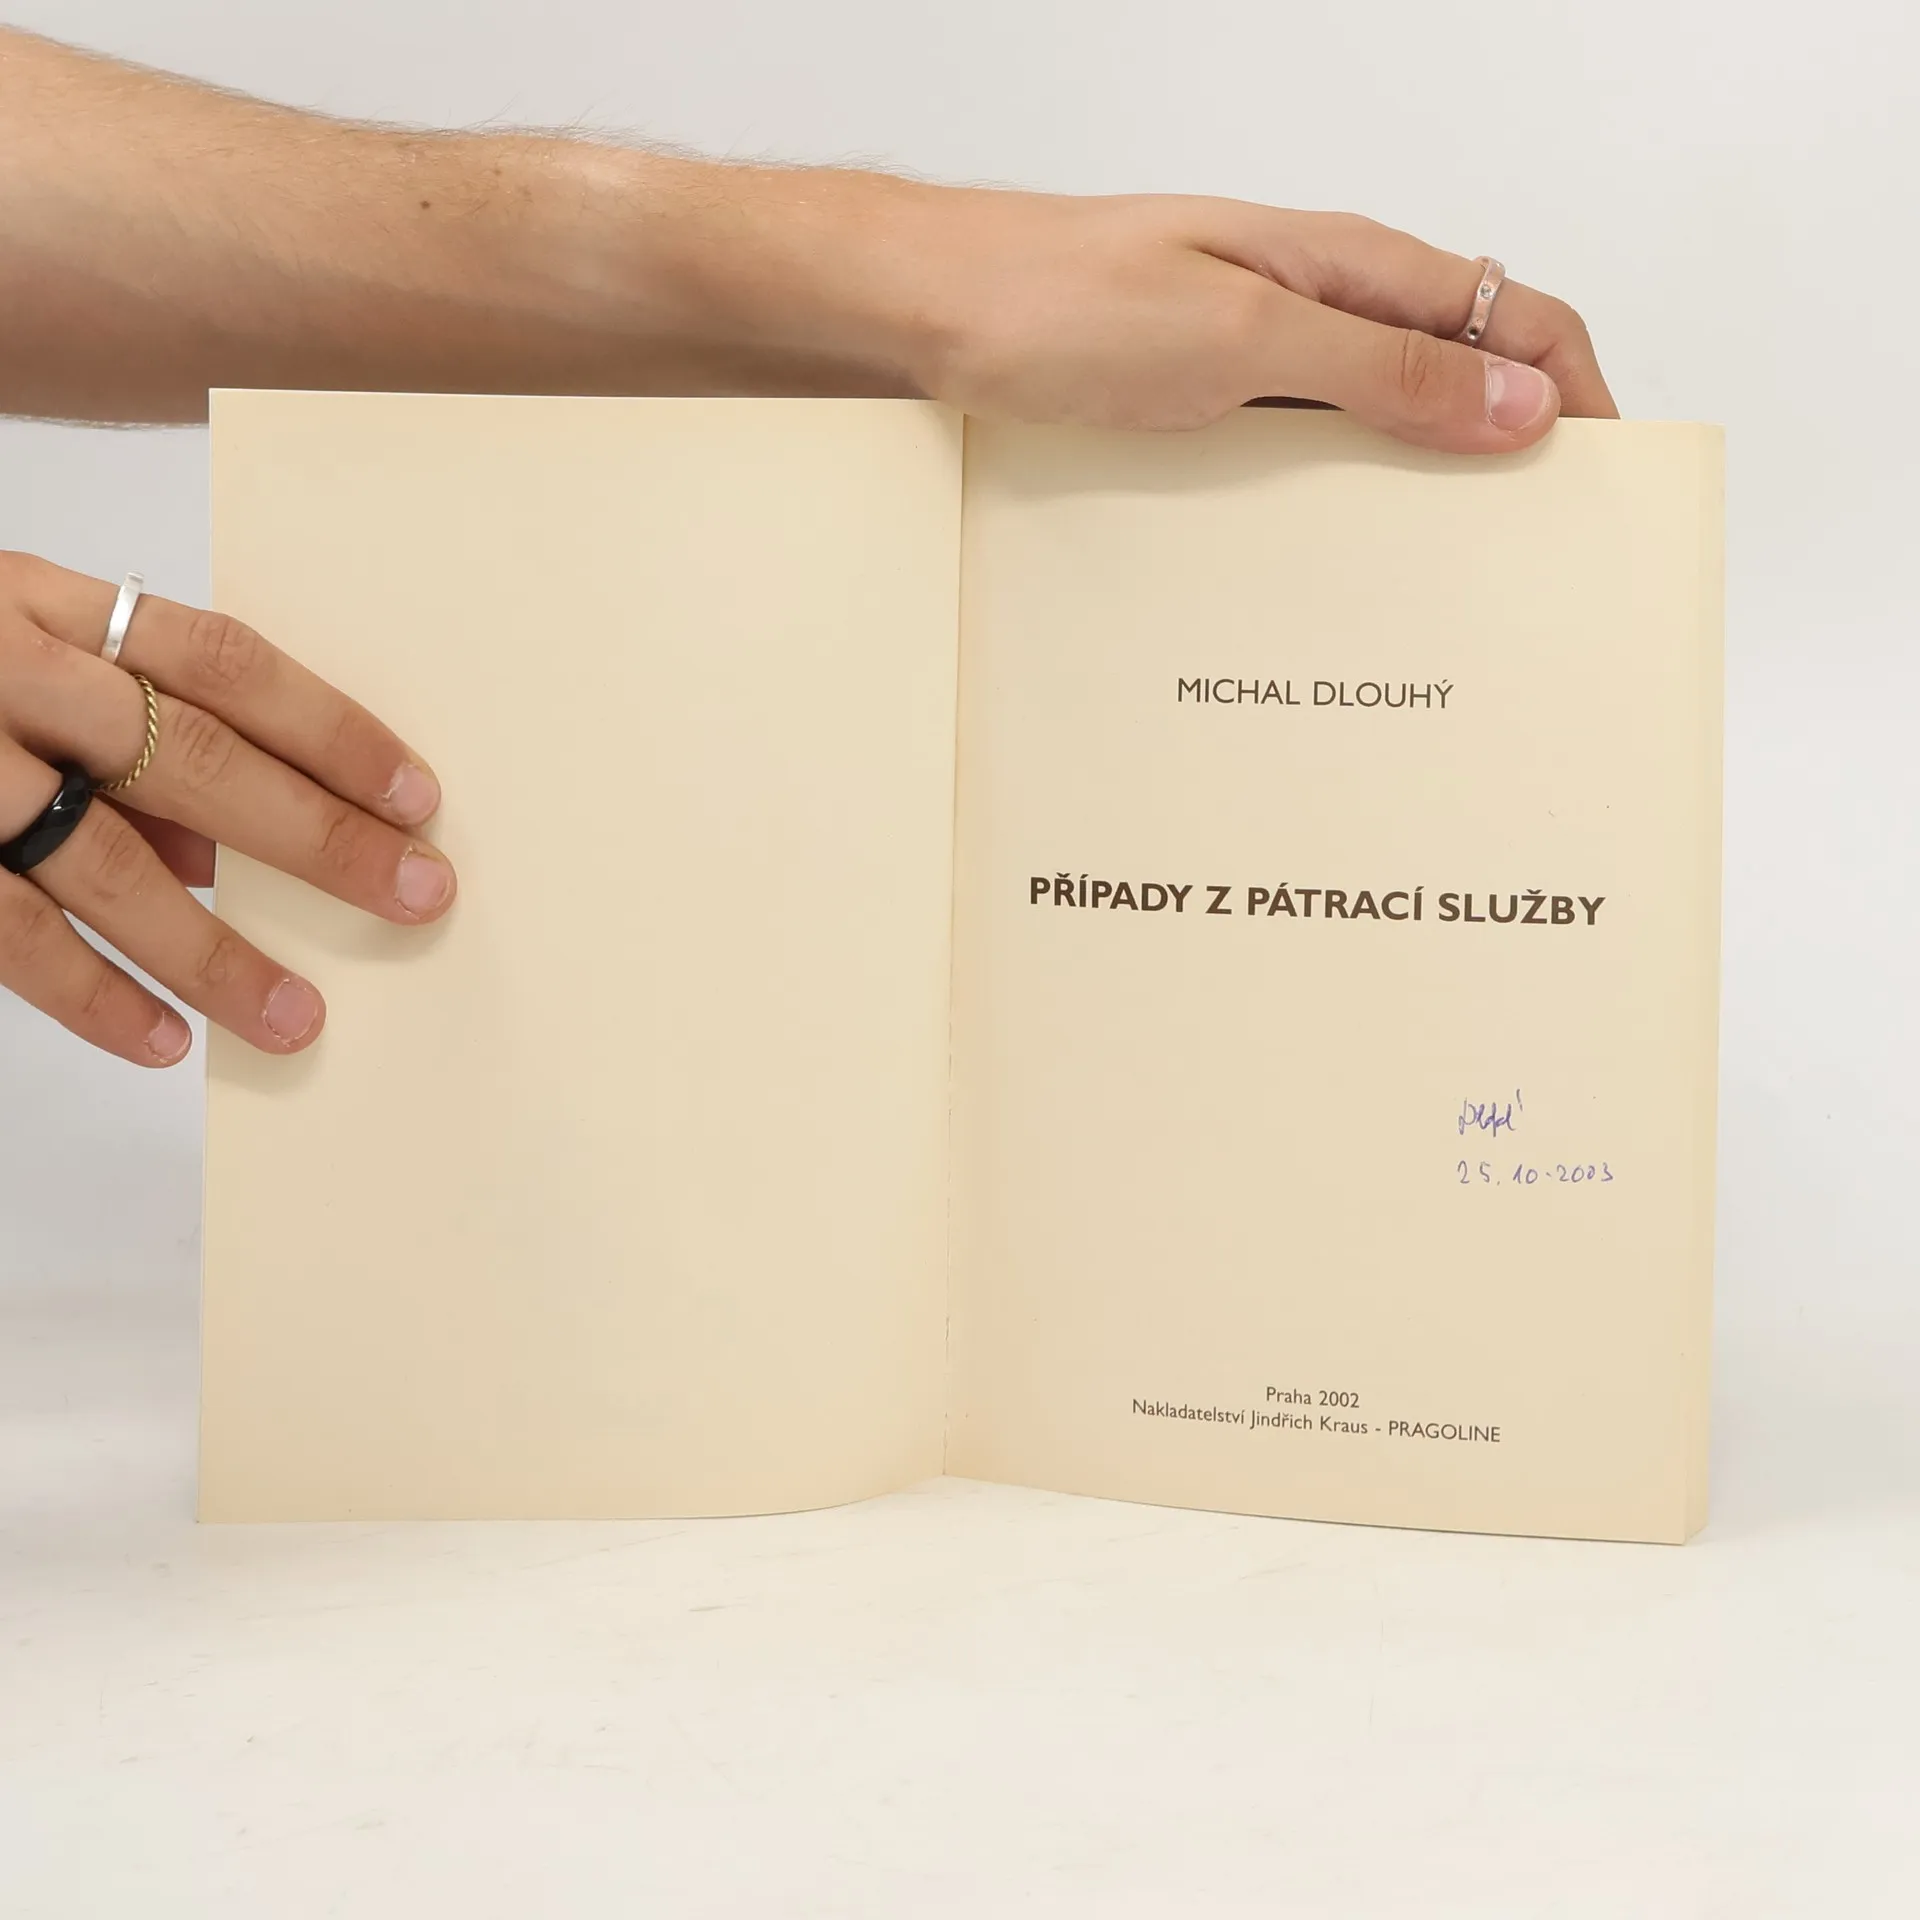 MICHAL DLOUHÝ
PŘÍPADY Z PÁTRACÍ SLUŽBY
25.10.2003
Praha 2002
Nakladatelství Jindřich Kraus - PRAGOLINE